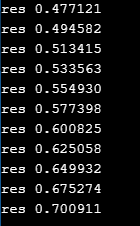 res 0.477121
res 0.494582
res 0.513415
res 0.533563
res 0.554930
res 0.577398
res 0.600825
res 0.625058
res 0.649932
res 0.675274
res 0.700911